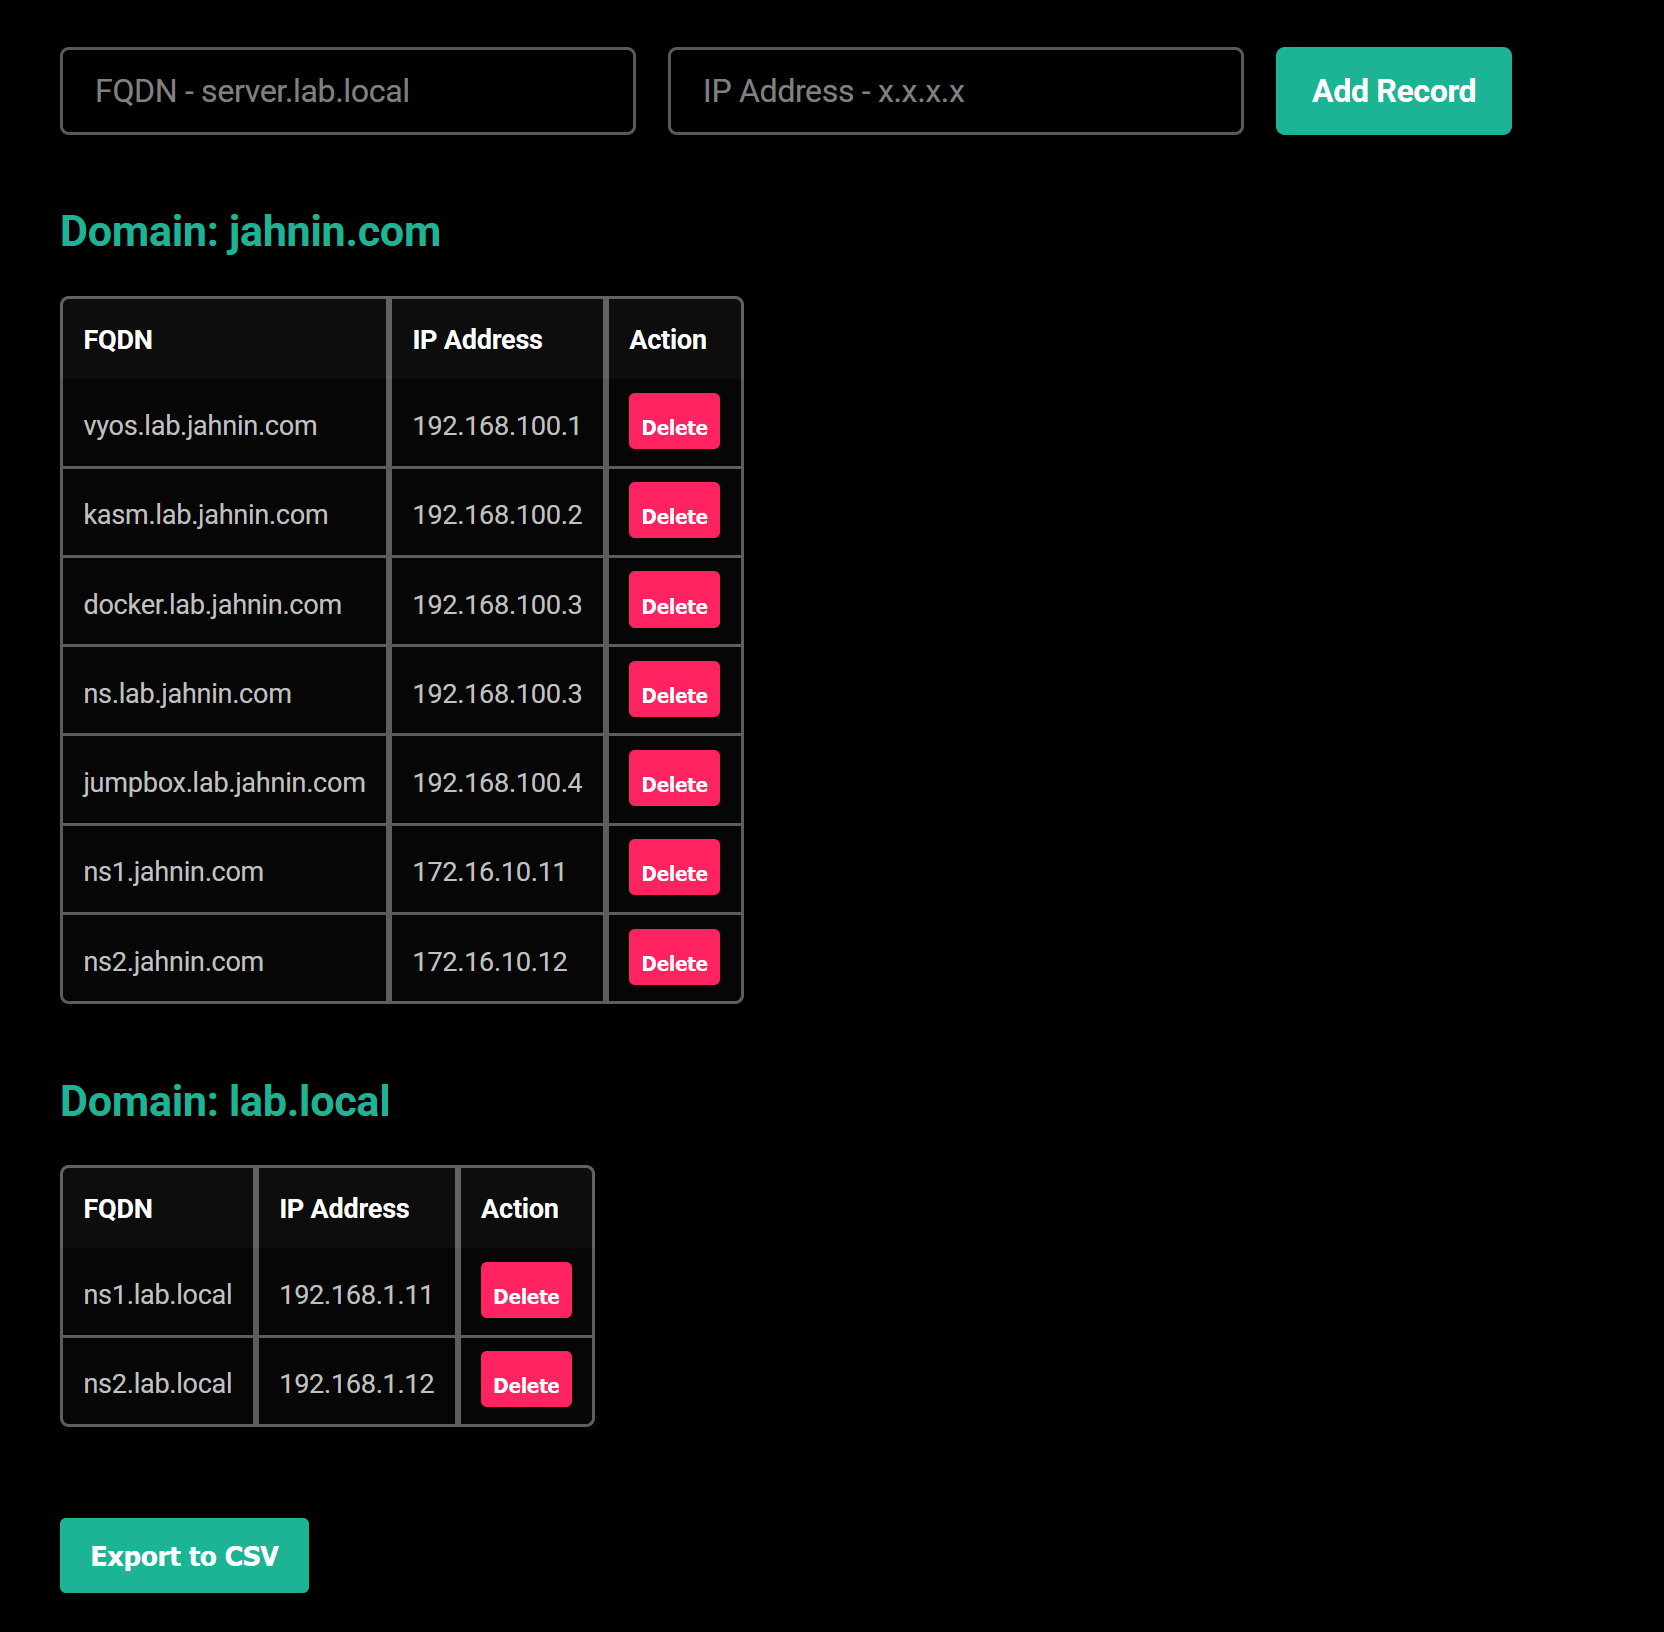 FQDN - server.lab.local IP Address - x.x.x.x Add Record
Domain: jahnin.com
FQDN IP Address Action
vyos.lab.jahnin.com 192.168.100.1 Delete
kasm.lab.jahnin.com 192.168.100.2 Delete
docker.lab.jahnin.com 192.168.100.3 Delete
ns.lab.jahnin.com 192.168.100.3 Delete
jumpbox.lab.jahnin.com 192.168.100.4 Delete
ns1.jahnin.com 172.16.10.11 Delete
ns2.jahnin.com 172.16.10.12 Delete
Domain: lab.local
FQDN IP Address Action
ns1.lab.local 192.168.1.11 Delete
ns2.lab.local 192.168.1.12 Delete
Export to CSV